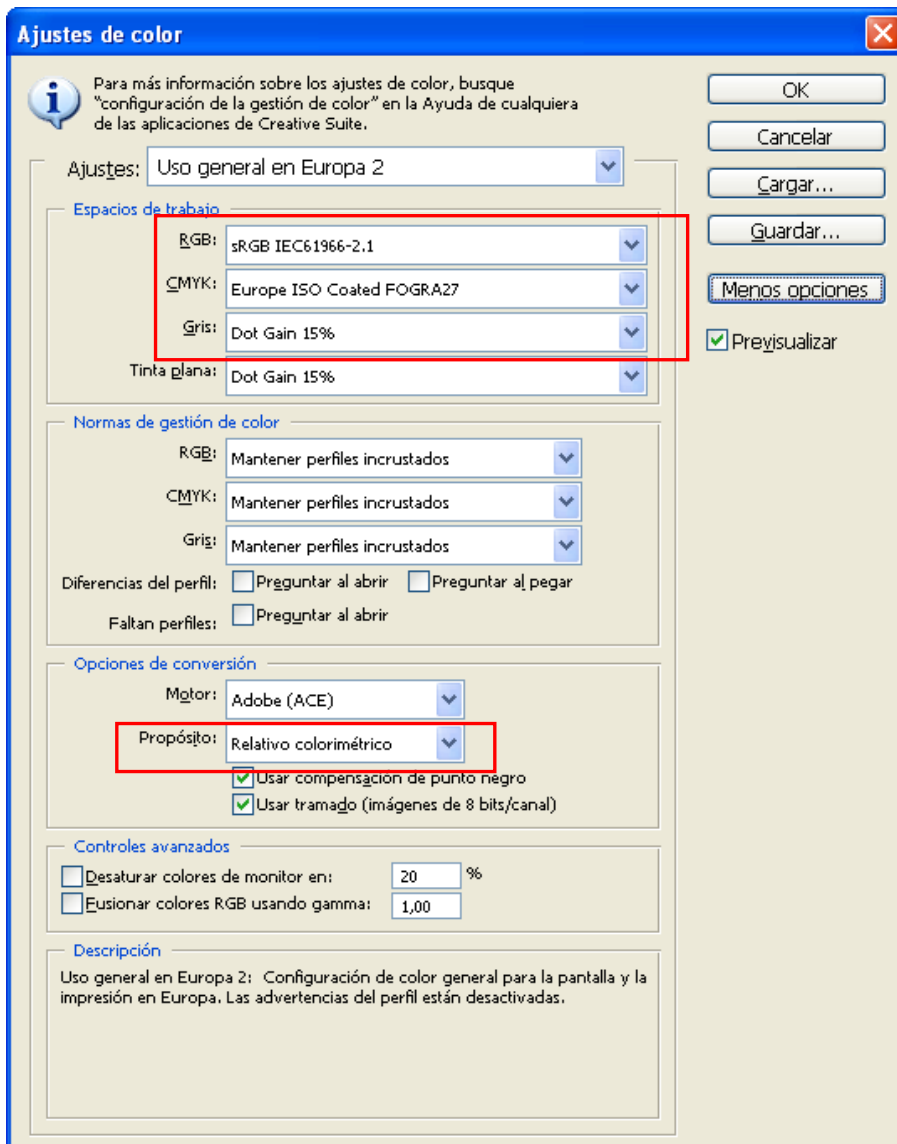 Ajustes de color
Para más información sobre los ajustes de color, busque
“configuración de la gestión de color” en la Ayuda de cualquiera
de las aplicaciones de Creative Suite.
OK
Cancelar
Cargar...
Guardar...
Menos opciones
Previsualizar
Ajustes: Uso general en Europa 2
Espacios de trabajo
RGB: sRGB IEC61966-2.1
CMYK: Europe ISO Coated FOGRA27
Gris: Dot Gain 15%
Tinta plana: Dot Gain 15%
Normas de gestión de color
RGB: Mantener perfiles incrustados
CMYK: Mantener perfiles incrustados
Gris: Mantener perfiles incrustados
Diferencias del perfil: Preguntar al abrir Preguntar al pegar
Faltan perfiles: Preguntar al abrir
Opciones de conversión
Motor: Adobe (ACE)
Propósito: Relativo colorimétrico
Usar compensación de punto negro
Usar tramado (imágenes de 8 bits/canal)
Controles avanzados
Desaturar colores de monitor en: 20 %
Fusionar colores RGB usando gamma: 1,00
Descripción
Uso general en Europa 2: Configuración de color general para la pantalla y la
impresión en Europa. Las advertencias del perfil están desactivadas.